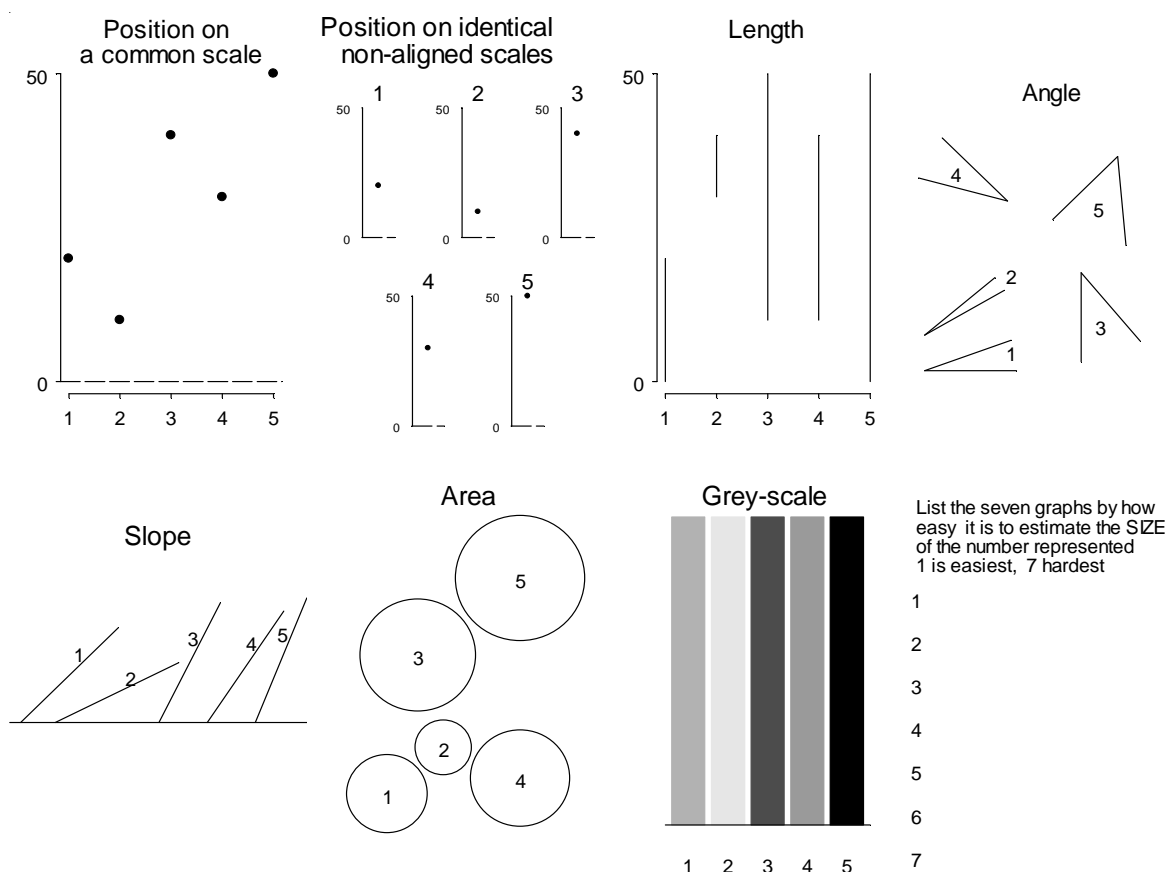 Position on
a common scale
50
0
1 2 3 4 5
Position on identical
non-aligned scales
1
50
0
2
50
0
3
50
0
4
50
0
5
50
0
Length
50
0
1 2 3 4 5
Angle
4
5
2
3
1
Slope
1
2
3
4
5
Area
5
3
2
1
4
Grey-scale
1 2 3 4 5
List the seven graphs by how
easy it is to estimate the SIZE
of the number represented
1 is easiest, 7 hardest
1
2
3
4
5
6
7